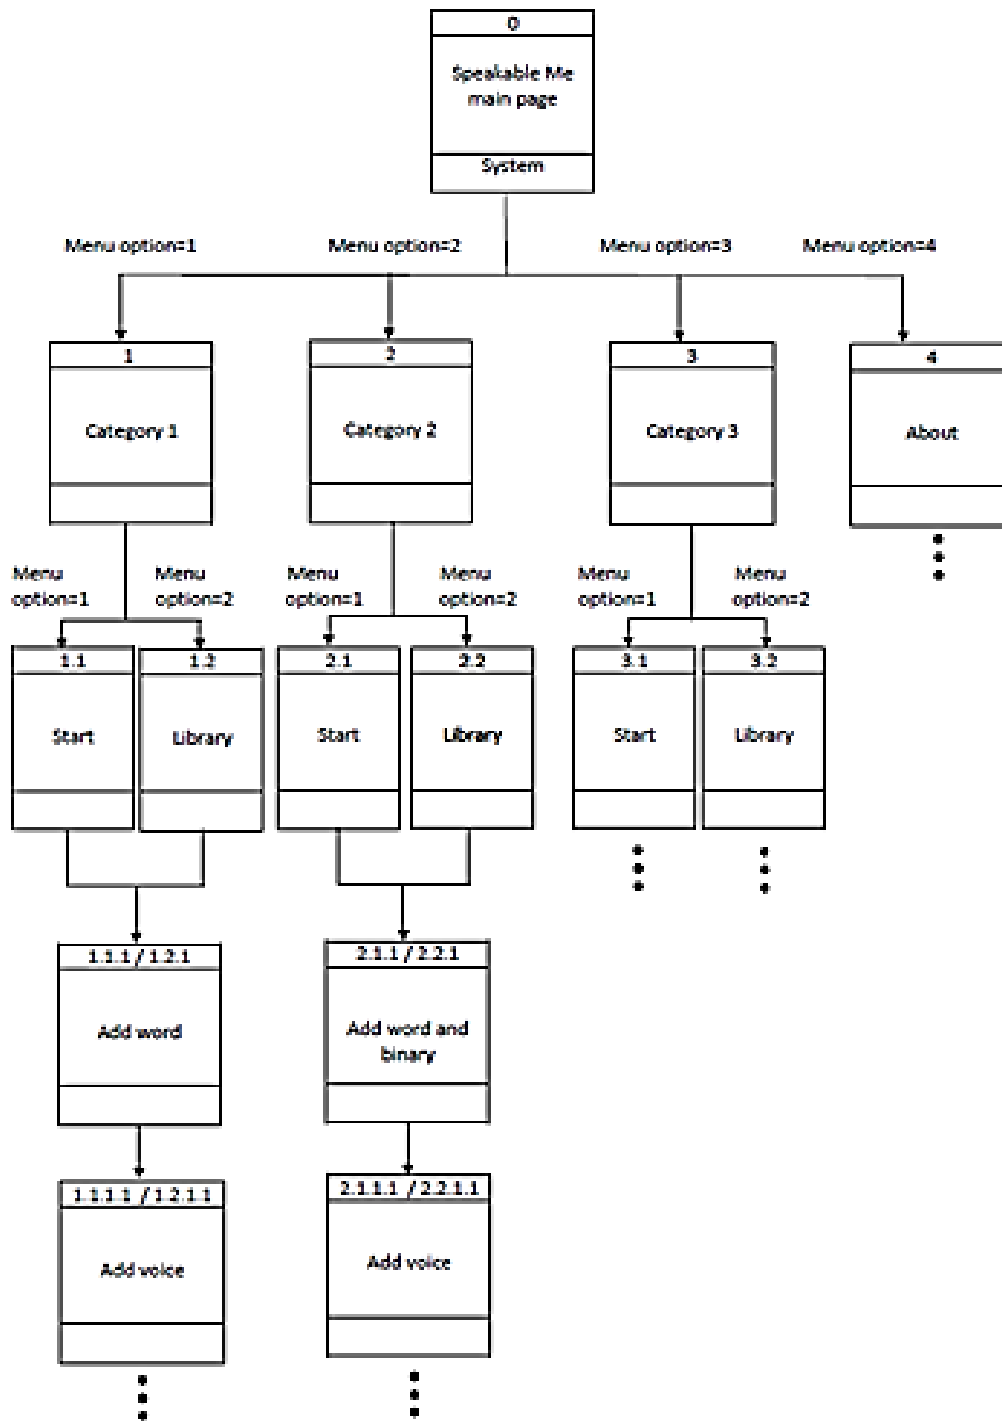 0
Speakable Me
main page
System
Menu option=1
Menu option=2
Menu option=3
Menu option=4
1
Category 1
2
Category 2
3
Category 3
4
About
Menu
option=1
Menu
option=2
Menu
option=1
Menu
option=2
Menu
option=1
Menu
option=2
1.1
Start
1.2
Library
2.1
Start
2.2
Library
3.1
Start
3.2
Library
1.1.1 / 1.2.1
Add word
2.1.1 / 2.2.1
Add word and
binary
1.1.1.1 / 1.2.1.1
Add voice
2.1.1.1 / 2.2.1.1
Add voice